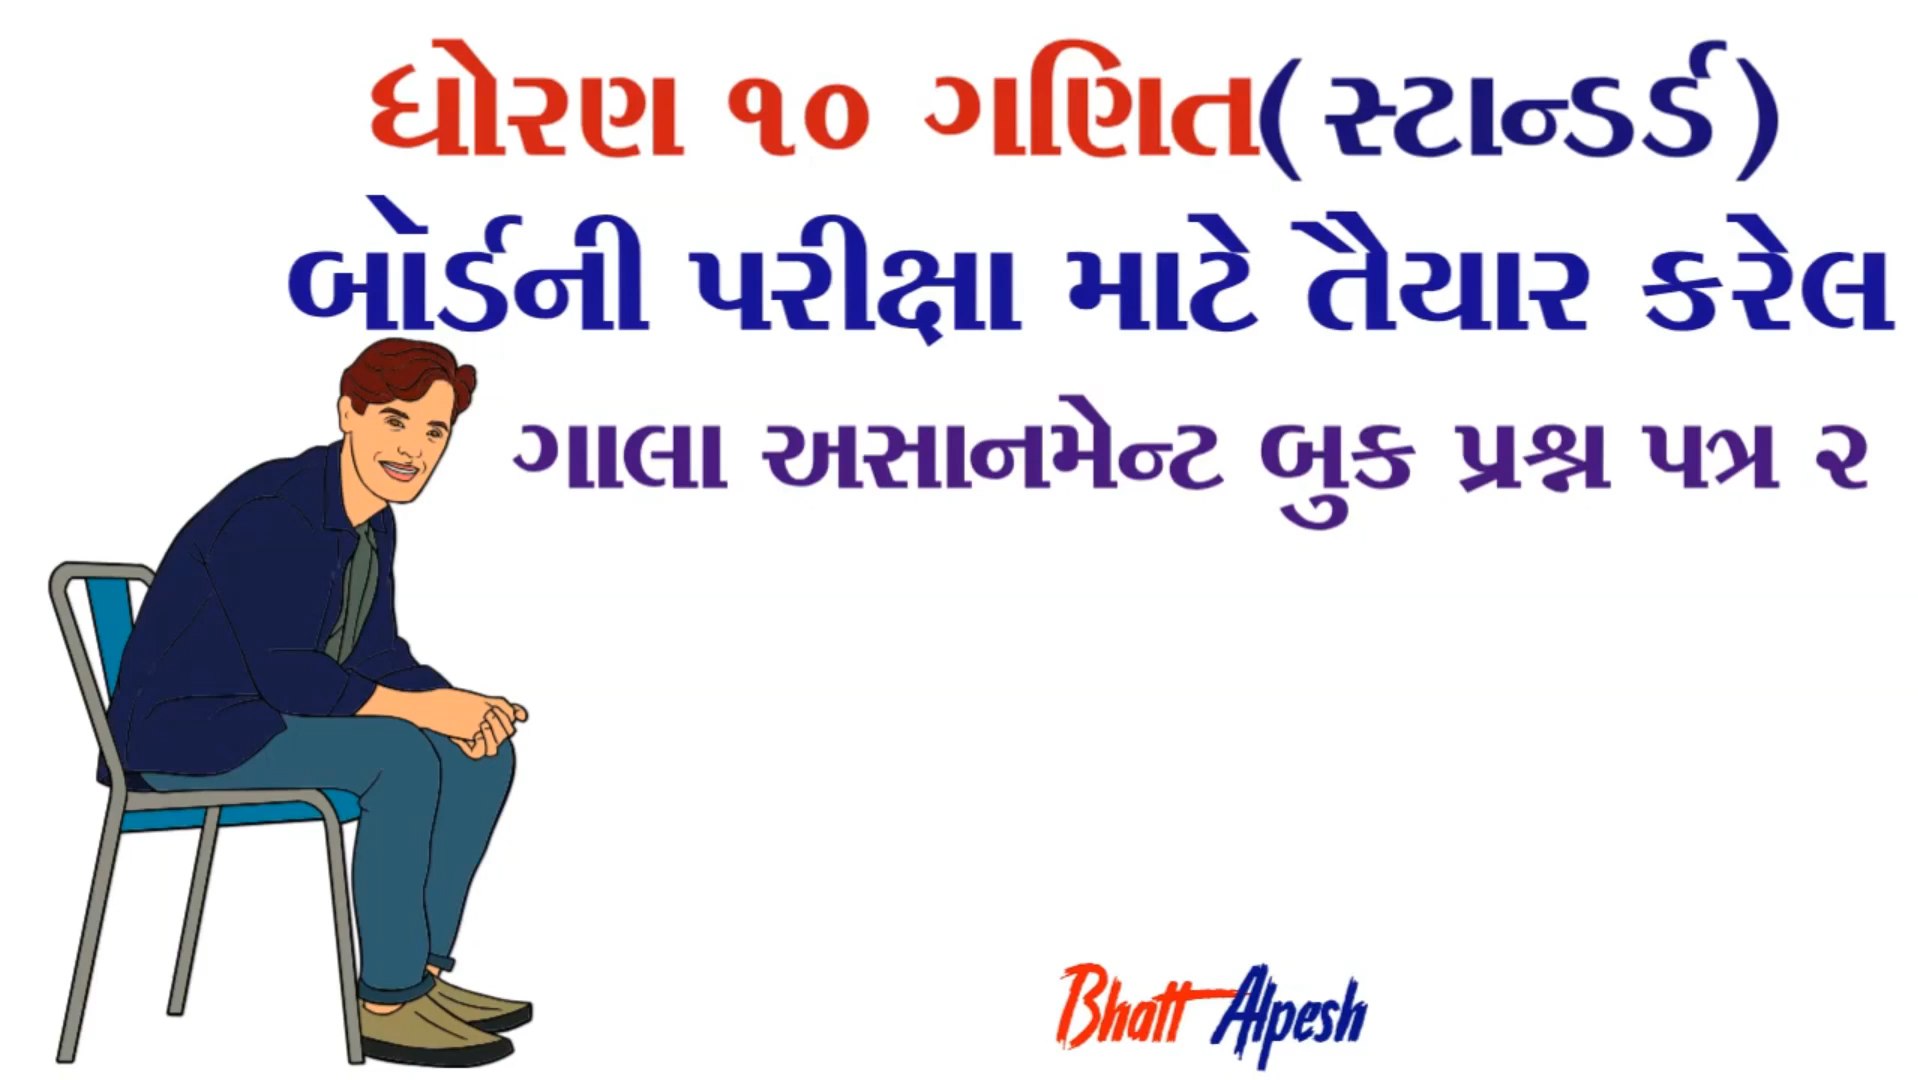 ધોરણ ૧૦ ગણિત(સ્ટાન્ડર્ડ)
બોર્ડની પરીક્ષા માટે તૈયાર કરેલ
ગાલા અસાનમેન્ટ બુક પ્રશ્ન પત્ર ૨
Bhatt Alpesh